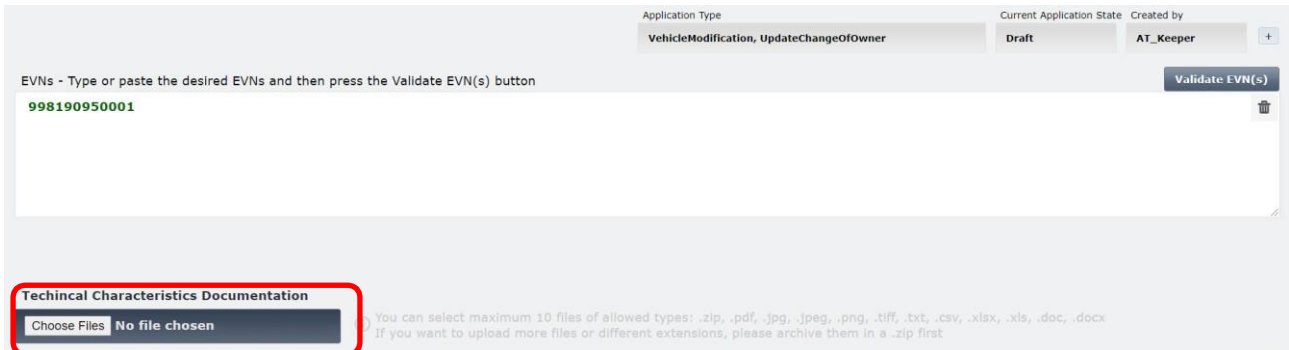 Application Type Current Application State Created by
VehicleModification, UpdateChangeOfOwner Draft AT_Keeper +
EVNs - Type or paste the desired EVNs and then press the Validate EVN(s) button Validate EVN(s)
998190950001
Techincal Characteristics Documentation
Choose Files No file chosen
You can select maximum 10 files of allowed types: .zip, .pdf, .jpg, .jpeg, .png, .tiff, .txt, .csv, .xlsx, .xls, .doc, .docx
If you want to upload more files or different extensions, please archive them in a .zip first